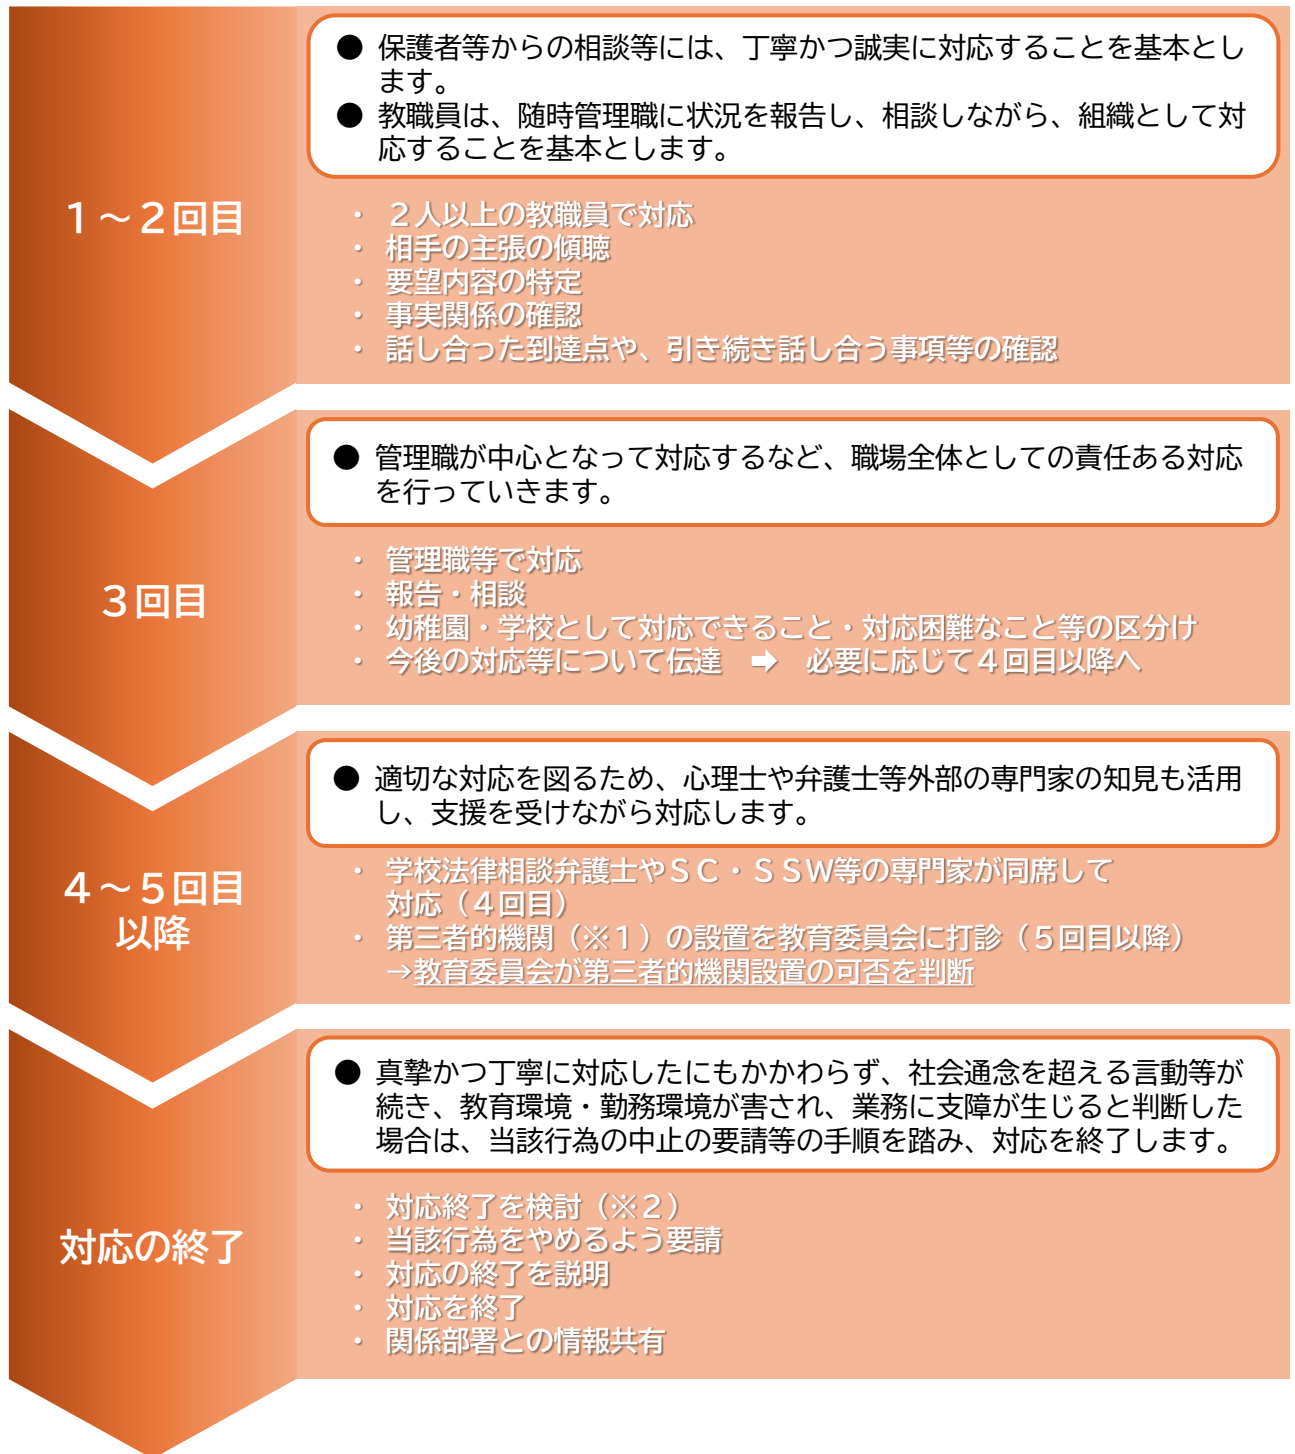 １～２回目
● 保護者等からの相談等には、丁寧かつ誠実に対応することを基本とし
ます。
● 教職員は、随時管理職に状況を報告し、相談しながら、組織として対
応することを基本とします。
・ ２人以上の教職員で対応
・ 相手の主張の傾聴
・ 要望内容の特定
・ 事実関係の確認
・ 話し合った到達点や、引き続き話し合う事項等の確認
３回目
● 管理職が中心となって対応するなど、職場全体としての責任ある対応
を行っていきます。
・ 管理職等で対応
・ 報告・相談
・ 幼稚園・学校として対応できること・対応困難なこと等の区分け
・ 今後の対応等について伝達 ➡ 必要に応じて４回目以降へ
４～５回目
以降
● 適切な対応を図るため、心理士や弁護士等外部の専門家の知見も活用
し、支援を受けながら対応します。
・ 学校法律相談弁護士やＳＣ・ＳＳＷ等の専門家が同席して
対応（４回目）
・ 第三者的機関（※１）の設置を教育委員会に打診（５回目以降）
→教育委員会が第三者的機関設置の可否を判断
対応の終了
● 真摯かつ丁寧に対応したにもかかわらず、社会通念を超える言動等が
続き、教育環境・勤務環境が害され、業務に支障が生じると判断した
場合は、当該行為の中止の要請等の手順を踏み、対応を終了します。
・ 対応終了を検討（※２）
・ 当該行為をやめるよう要請
・ 対応の終了を説明
・ 対応を終了
・ 関係部署との情報共有